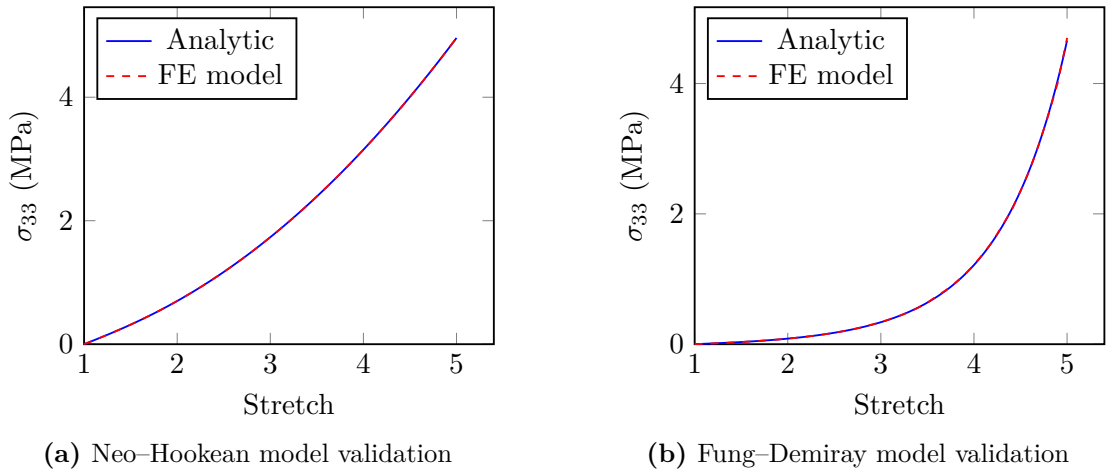 Analytic
FE model
4
2
0
σ33 (MPa)
1 2 3 4 5
Stretch
(a) Neo–Hookean model validation
Analytic
FE model
4
2
0
σ33 (MPa)
1 2 3 4 5
Stretch
(b) Fung–Demiray model validation